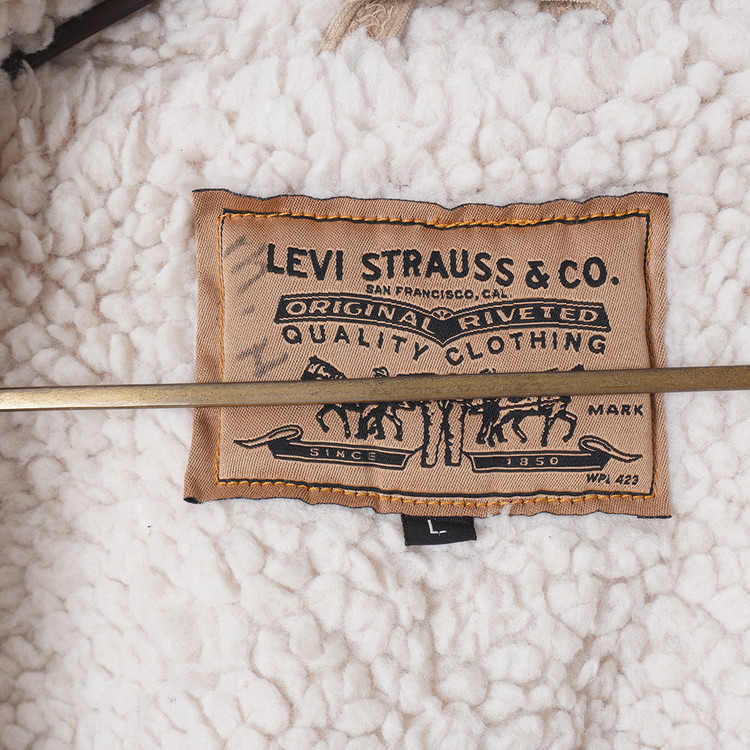 LEVI STRAUSS & CO.
SAN FRANCISCO, CAL.
ORIGINAL RIVETED
QUALITY CLOTHING
MARK
SINCE 1850
WPL 423
L